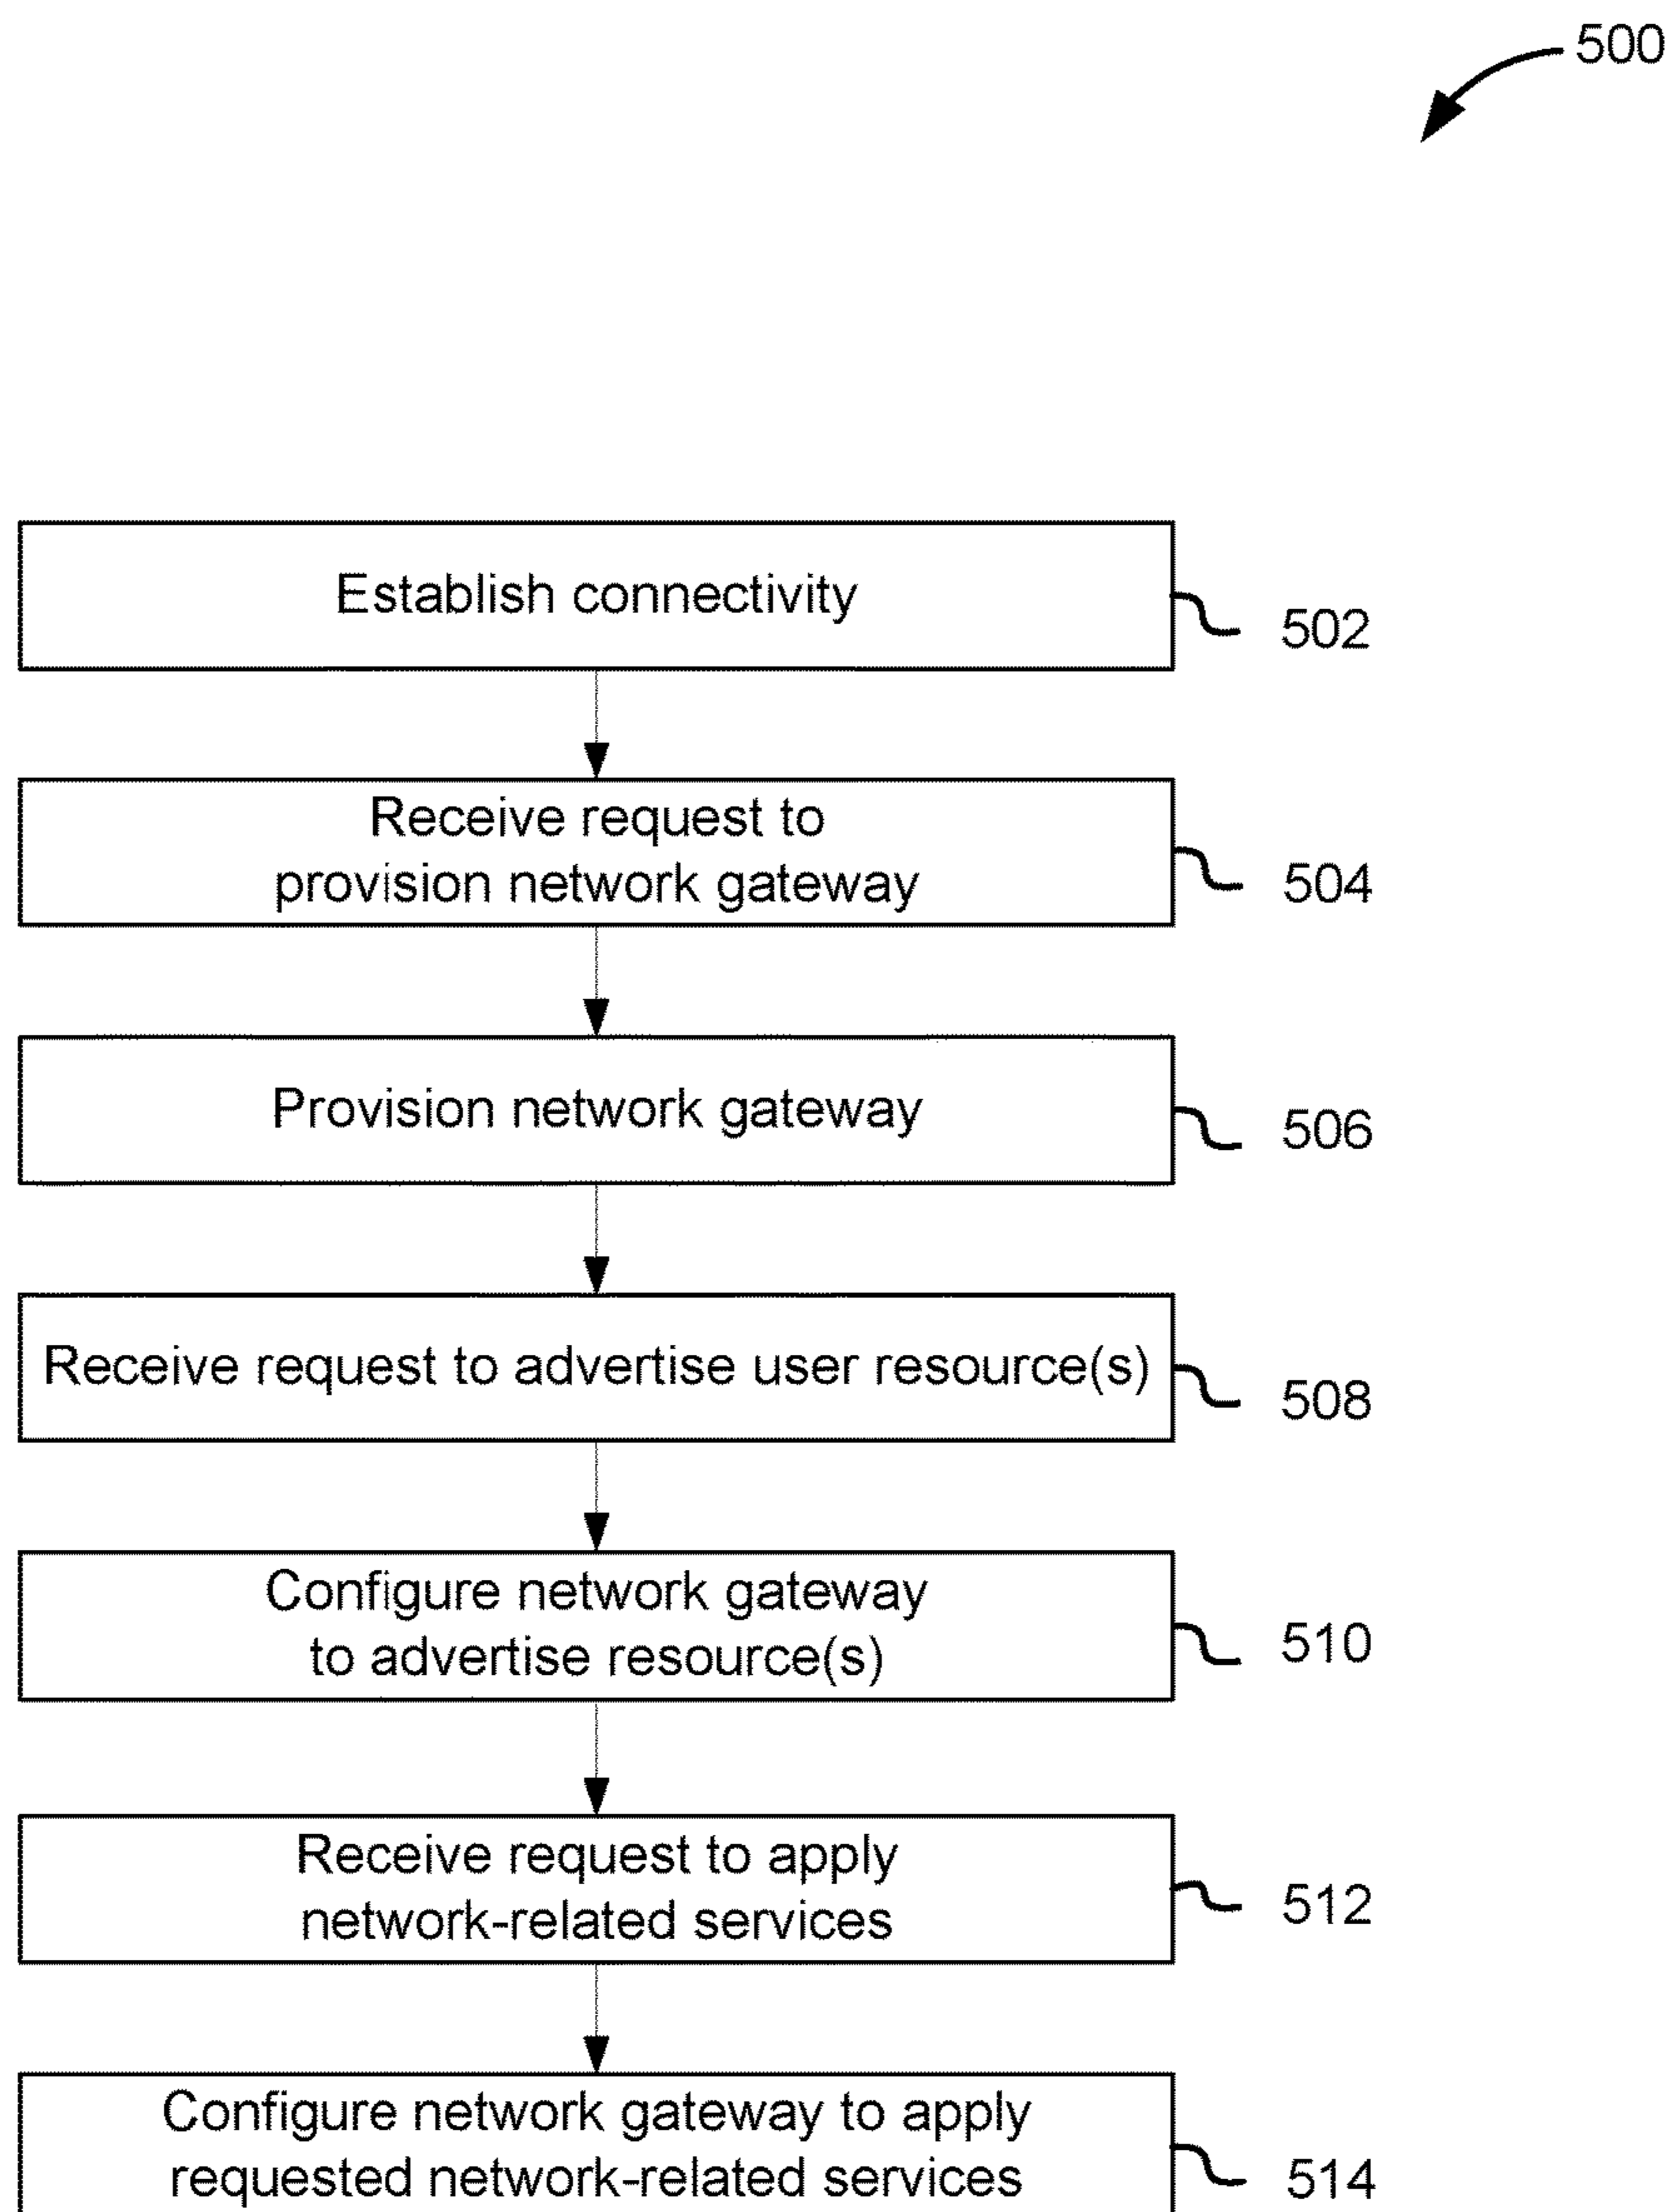 500
Establish connectivity
502
Receive request to
provision network gateway
504
Provision network gateway
506
Receive request to advertise user resource(s)
508
Configure network gateway
to advertise resource(s)
510
Receive request to apply
network-related services
512
Configure network gateway to apply
requested network-related services
514